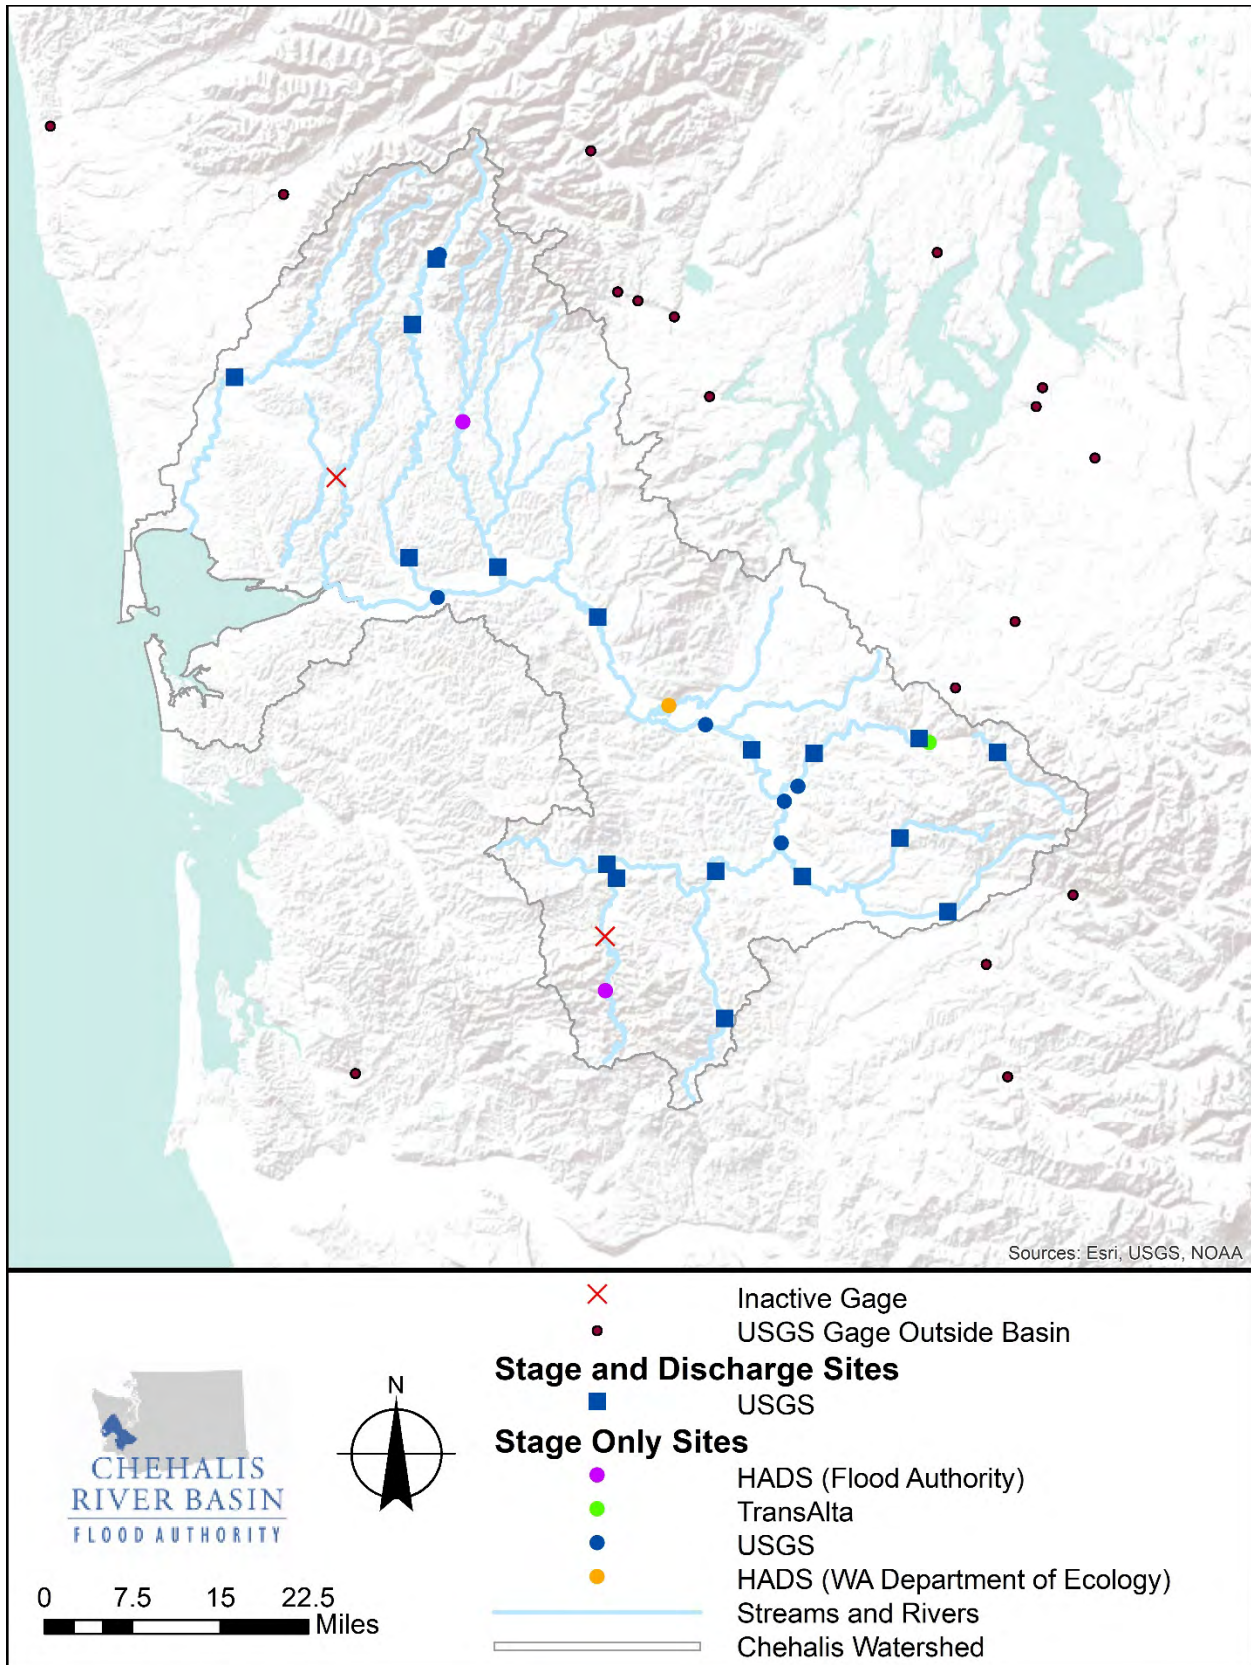 Sources: Esri, USGS, NOAA
Inactive Gage
USGS Gage Outside Basin
Stage and Discharge Sites
USGS
Stage Only Sites
HADS (Flood Authority)
TransAlta
USGS
HADS (WA Department of Ecology)
Streams and Rivers
Chehalis Watershed
CHEHALIS
RIVER BASIN
FLOOD AUTHORITY
N
0 7.5 15 22.5
Miles